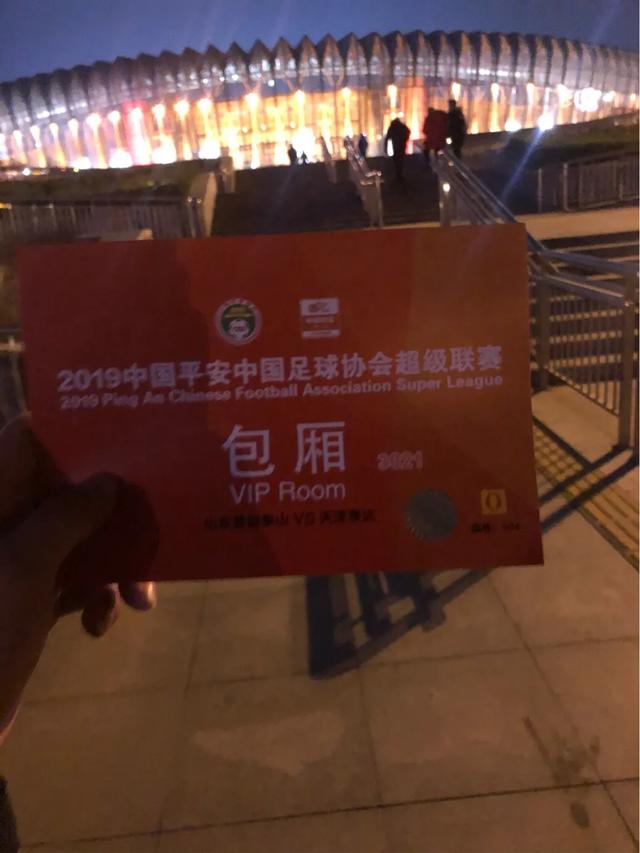 2019中国平安中国足球协会超级联赛
2019 Ping An Chinese Football Association Super League
包厢 3021
VIP Room
山东鲁能泰山 VS 天津泰达